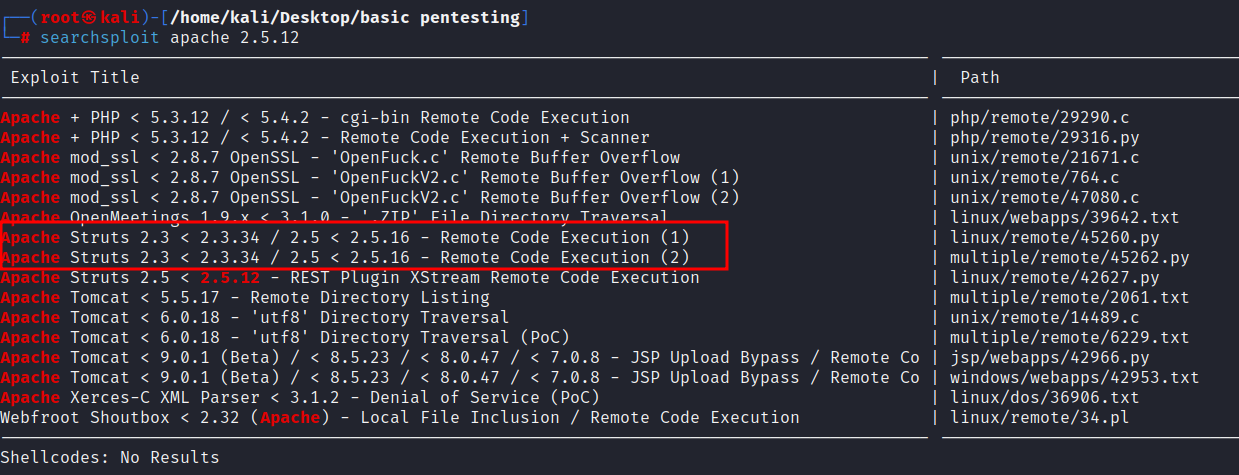 (root㉿kali)-[/home/kali/Desktop/basic pentesting]
# searchsploit apache 2.5.12
Exploit Title | Path
Apache + PHP < 5.3.12 / < 5.4.2 - cgi-bin Remote Code Execution | php/remote/29290.c
Apache + PHP < 5.3.12 / < 5.4.2 - Remote Code Execution + Scanner | php/remote/29316.py
Apache mod_ssl < 2.8.7 OpenSSL - 'OpenFuck.c' Remote Buffer Overflow | unix/remote/21671.c
Apache mod_ssl < 2.8.7 OpenSSL - 'OpenFuckV2.c' Remote Buffer Overflow (1) | unix/remote/764.c
Apache mod_ssl < 2.8.7 OpenSSL - 'OpenFuckV2.c' Remote Buffer Overflow (2) | unix/remote/47080.c
Apache OpenMeetings 1.9.x < 3.1.0 - '.ZIP' File Directory Traversal | linux/webapps/39642.txt
Apache Struts 2.3 < 2.3.34 / 2.5 < 2.5.16 - Remote Code Execution (1) | linux/remote/45260.py
Apache Struts 2.3 < 2.3.34 / 2.5 < 2.5.16 - Remote Code Execution (2) | multiple/remote/45262.py
Apache Struts 2.5 < 2.5.12 - REST Plugin XStream Remote Code Execution | linux/remote/42627.py
Apache Tomcat < 5.5.17 - Remote Directory Listing | multiple/remote/2061.txt
Apache Tomcat < 6.0.18 - 'utf8' Directory Traversal | unix/remote/14489.c
Apache Tomcat < 6.0.18 - 'utf8' Directory Traversal (PoC) | multiple/remote/6229.txt
Apache Tomcat < 9.0.1 (Beta) / < 8.5.23 / < 8.0.47 / < 7.0.8 - JSP Upload Bypass / Remote Co | jsp/webapps/42966.py
Apache Tomcat < 9.0.1 (Beta) / < 8.5.23 / < 8.0.47 / < 7.0.8 - JSP Upload Bypass / Remote Co | windows/webapps/42953.txt
Apache Xerces-C XML Parser < 3.1.2 - Denial of Service (PoC) | linux/dos/36906.txt
Webfroot Shoutbox < 2.32 (Apache) - Local File Inclusion / Remote Code Execution | linux/remote/34.pl
Shellcodes: No Results